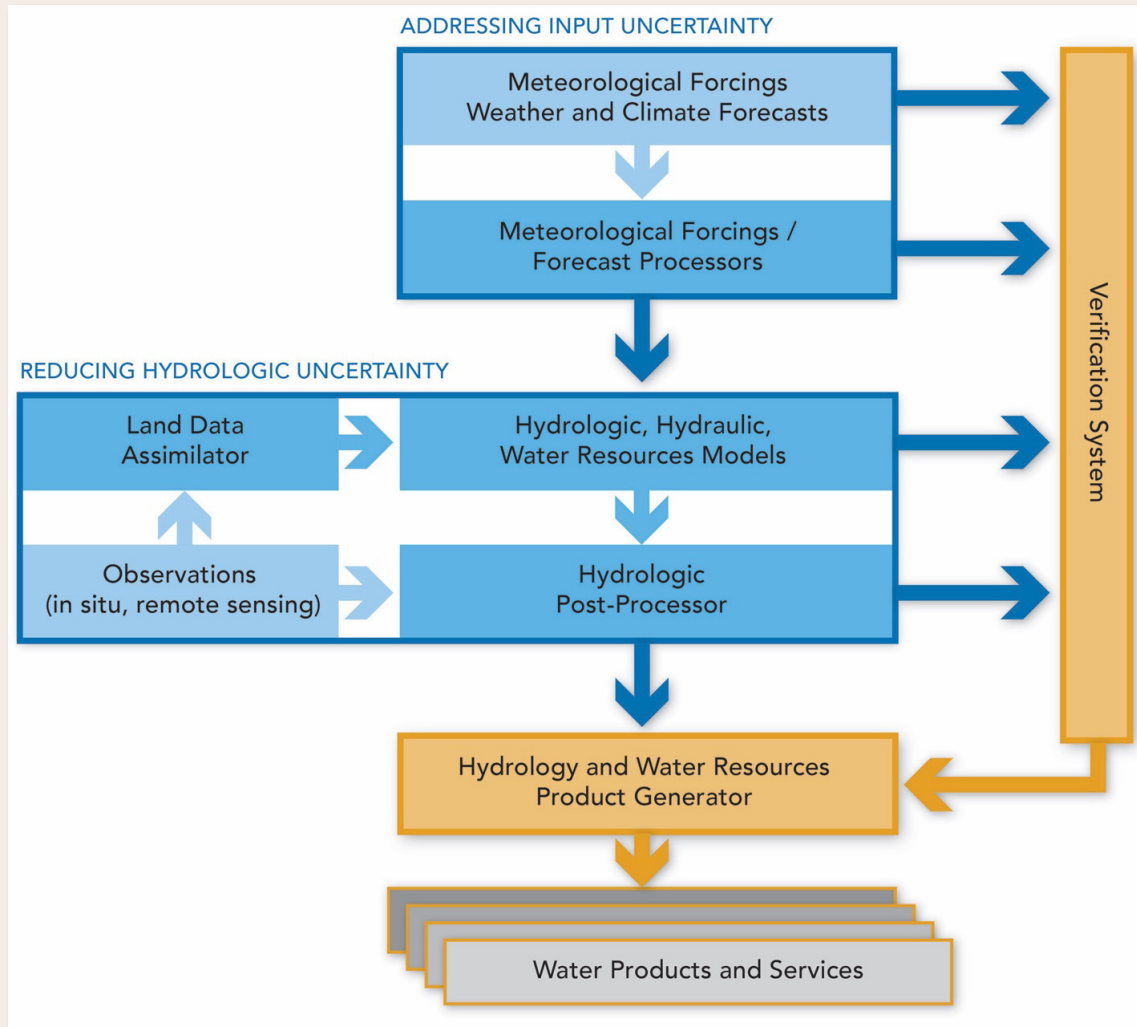 ADDRESSING INPUT UNCERTAINTY
Meteorological Forcings
Weather and Climate Forecasts
Meteorological Forcings /
Forecast Processors
Verification System
REDUCING HYDROLOGIC UNCERTAINTY
Land Data
Assimilator
Hydrologic, Hydraulic,
Water Resources Models
Observations
(in situ, remote sensing)
Hydrologic
Post-Processor
Hydrology and Water Resources
Product Generator
Water Products and Services